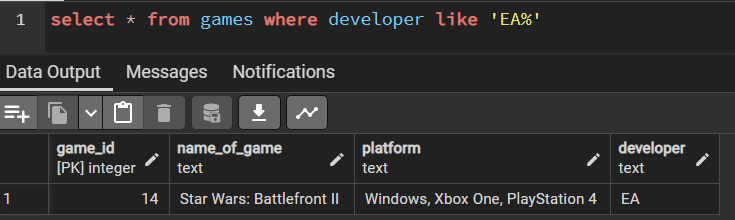 1 select * from games where developer like 'EA%'
Data Output Messages Notifications
game_id name_of_game platform developer
[PK] integer text text text
1 14 Star Wars: Battlefront II Windows, Xbox One, PlayStation 4 EA